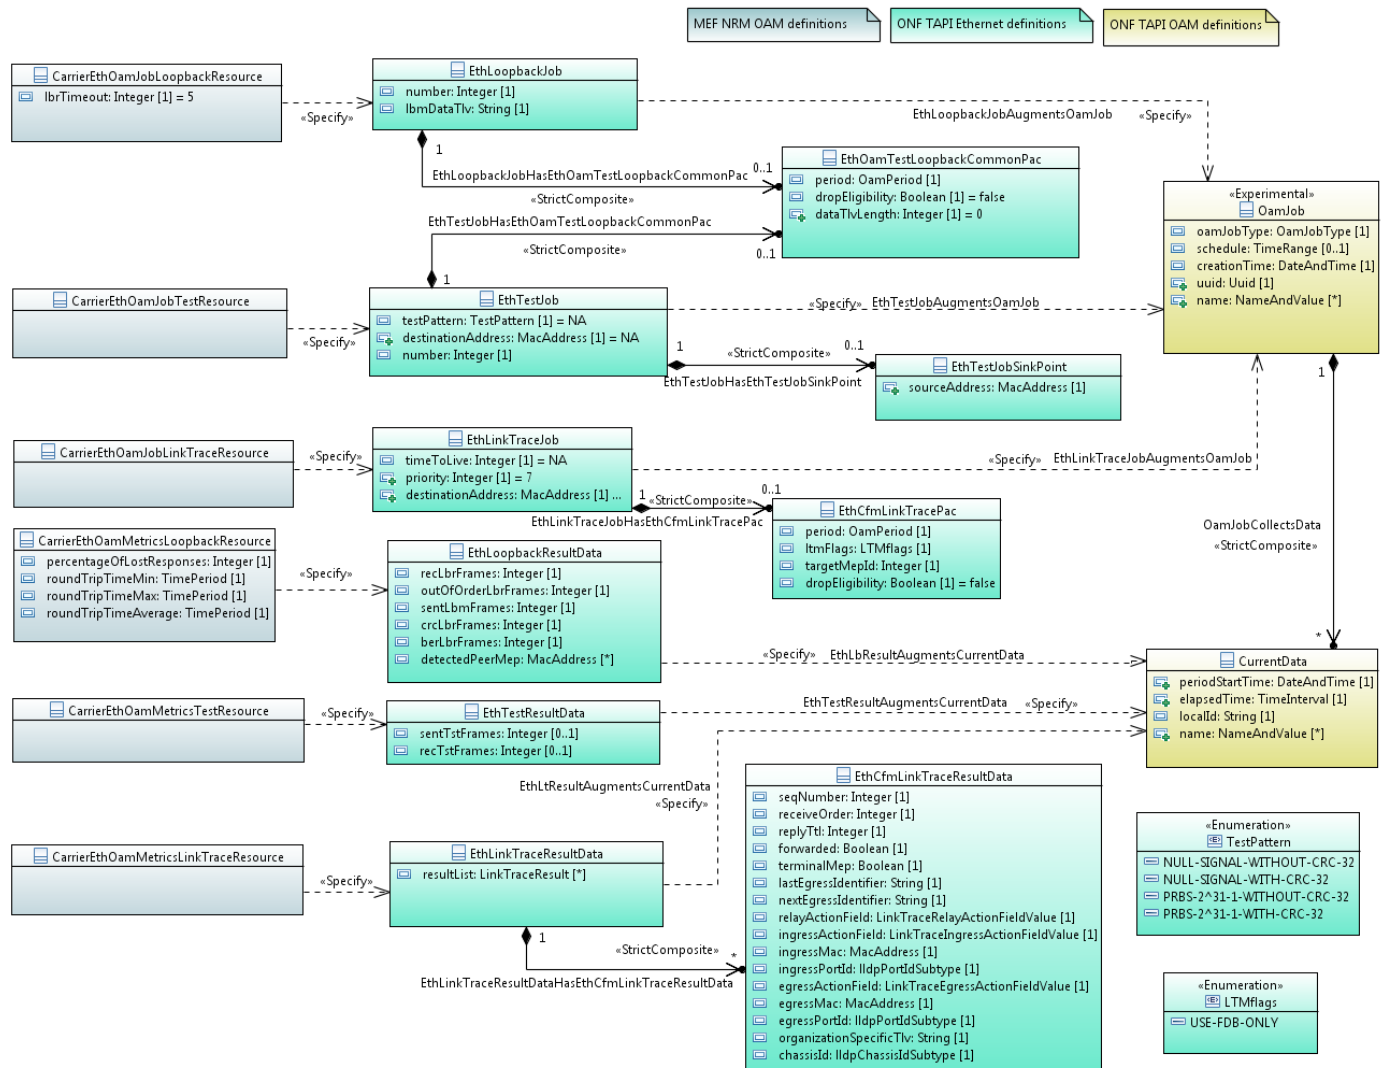 MEF NRM OAM definitions
ONF TAPI Ethernet definitions
ONF TAPI OAM definitions
CarrierEthOamJobLoopbackResource
lbrTimeout: Integer [1] = 5
«Specify»
EthLoopbackJob
number: Integer [1]
lbmDataTlv: String [1]
EthLoopbackJobAugmentsOamJob
«Specify»
1
EthLoopbackJobHasEthOamTestLoopbackCommonPac
0..1
«StrictComposite»
EthOamTestLoopbackCommonPac
period: OamPeriod [1]
dropEligibility: Boolean [1] = false
dataTlvLength: Integer [1] = 0
EthTestJobHasEthOamTestLoopbackCommonPac
«StrictComposite»
0..1
1
«Experimental»
OamJob
oamJobType: OamJobType [1]
schedule: TimeRange [0..1]
creationTime: DateAndTime [1]
uuid: Uuid [1]
name: NameAndValue [*]
CarrierEthOamJobTestResource
«Specify»
EthTestJob
testPattern: TestPattern [1] = NA
destinationAddress: MacAddress [1] = NA
number: Integer [1]
«Specify»
EthTestJobAugmentsOamJob
1
«StrictComposite»
0..1
EthTestJobHasEthTestJobSinkPoint
EthTestJobSinkPoint
sourceAddress: MacAddress [1]
1
CarrierEthOamJobLinkTraceResource
«Specify»
EthLinkTraceJob
timeToLive: Integer [1] = NA
priority: Integer [1] = 7
destinationAddress: MacAddress [1] ...
«Specify»
EthLinkTraceJobAugmentsOamJob
1
«StrictComposite»
0..1
EthLinkTraceJobHasEthCfmLinkTracePac
EthCfmLinkTracePac
period: OamPeriod [1]
ltmFlags: LTMflags [1]
targetMepId: Integer [1]
dropEligibility: Boolean [1] = false
OamJobCollectsData
«StrictComposite»
*
CarrierEthOamMetricsLoopbackResource
percentageOfLostResponses: Integer [1]
roundTripTimeMin: TimePeriod [1]
roundTripTimeMax: TimePeriod [1]
roundTripTimeAverage: TimePeriod [1]
«Specify»
EthLoopbackResultData
recLbrFrames: Integer [1]
outOfOrderLbrFrames: Integer [1]
sentLbmFrames: Integer [1]
crcLbrFrames: Integer [1]
berLbrFrames: Integer [1]
detectedPeerMep: MacAddress [*]
«Specify»
EthLbResultAugmentsCurrentData
CurrentData
periodStartTime: DateAndTime [1]
elapsedTime: TimeInterval [1]
localId: String [1]
name: NameAndValue [*]
CarrierEthOamMetricsTestResource
«Specify»
EthTestResultData
sentTstFrames: Integer [0..1]
recTstFrames: Integer [0..1]
EthTestResultAugmentsCurrentData
«Specify»
EthLtResultAugmentsCurrentData
«Specify»
CarrierEthOamMetricsLinkTraceResource
«Specify»
EthLinkTraceResultData
resultList: LinkTraceResult [*]
1
«StrictComposite»
*
EthLinkTraceResultDataHasEthCfmLinkTraceResultData
EthCfmLinkTraceResultData
seqNumber: Integer [1]
receiveOrder: Integer [1]
replyTtl: Integer [1]
forwarded: Boolean [1]
terminalMep: Boolean [1]
lastEgressIdentifier: String [1]
nextEgressIdentifier: String [1]
relayActionField: LinkTraceRelayActionFieldValue [1]
ingressActionField: LinkTraceIngressActionFieldValue [1]
ingressMac: MacAddress [1]
ingressPortId: lldpPortIdSubtype [1]
egressActionField: LinkTraceEgressActionFieldValue [1]
egressMac: MacAddress [1]
egressPortId: lldpPortIdSubtype [1]
organizationSpecificTlv: String [1]
chassisId: lldpChassisIdSubtype [1]
«Enumeration»
TestPattern
NULL-SIGNAL-WITHOUT-CRC-32
NULL-SIGNAL-WITH-CRC-32
PRBS-2^31-1-WITHOUT-CRC-32
PRBS-2^31-1-WITH-CRC-32
«Enumeration»
LTMflags
USE-FDB-ONLY